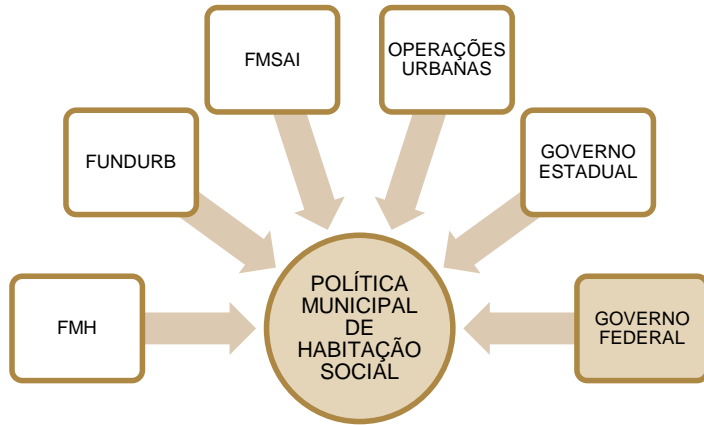 FMSAI
OPERAÇÕES
URBANAS
FUNDURB
GOVERNO
ESTADUAL
FMH
POLÍTICA
MUNICIPAL
DE
HABITAÇÃO
SOCIAL
GOVERNO
FEDERAL